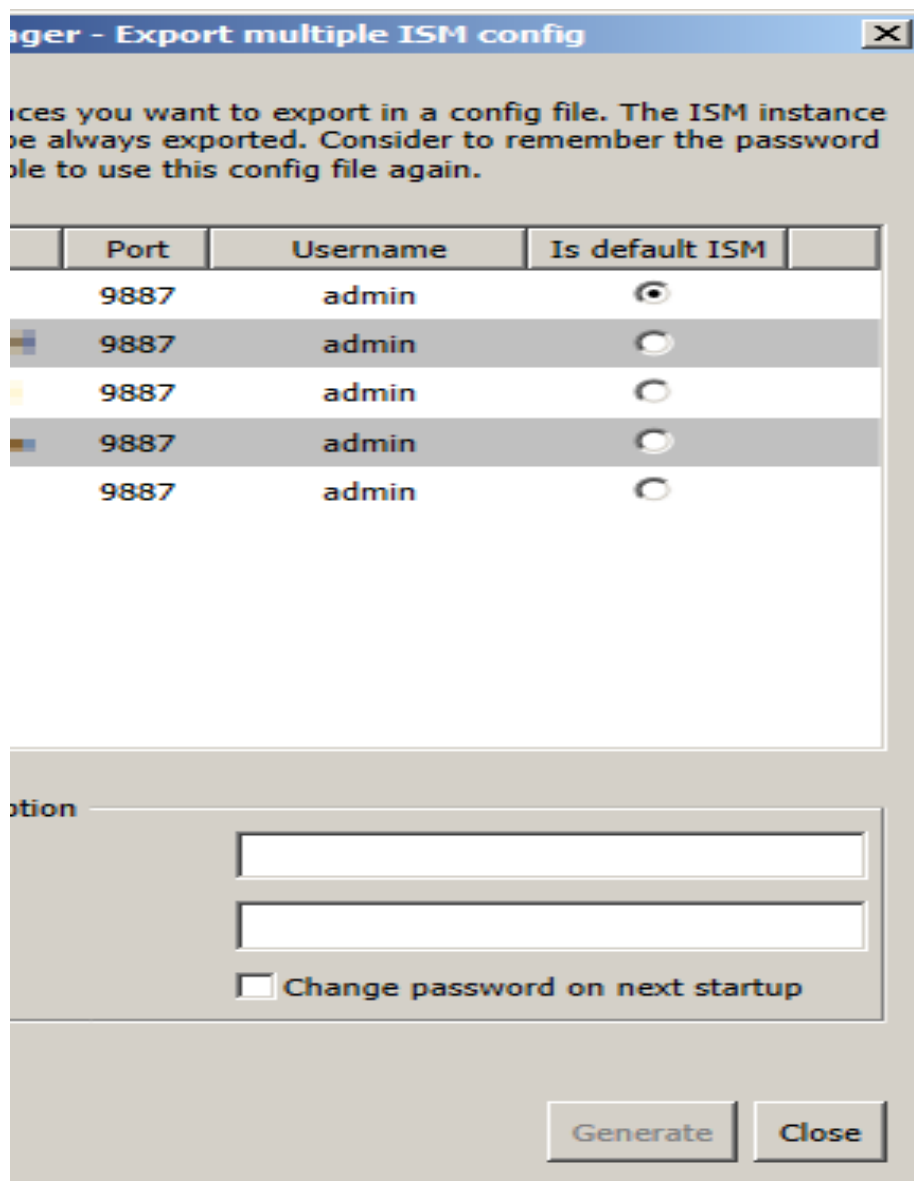 ager - Export multiple ISM config
nces you want to export in a config file. The ISM instance
be always exported. Consider to remember the password
ble to use this config file again.
Port Username Is default ISM
9887 admin
9887 admin
9887 admin
9887 admin
9887 admin
ption
Change password on next startup
Generate Close